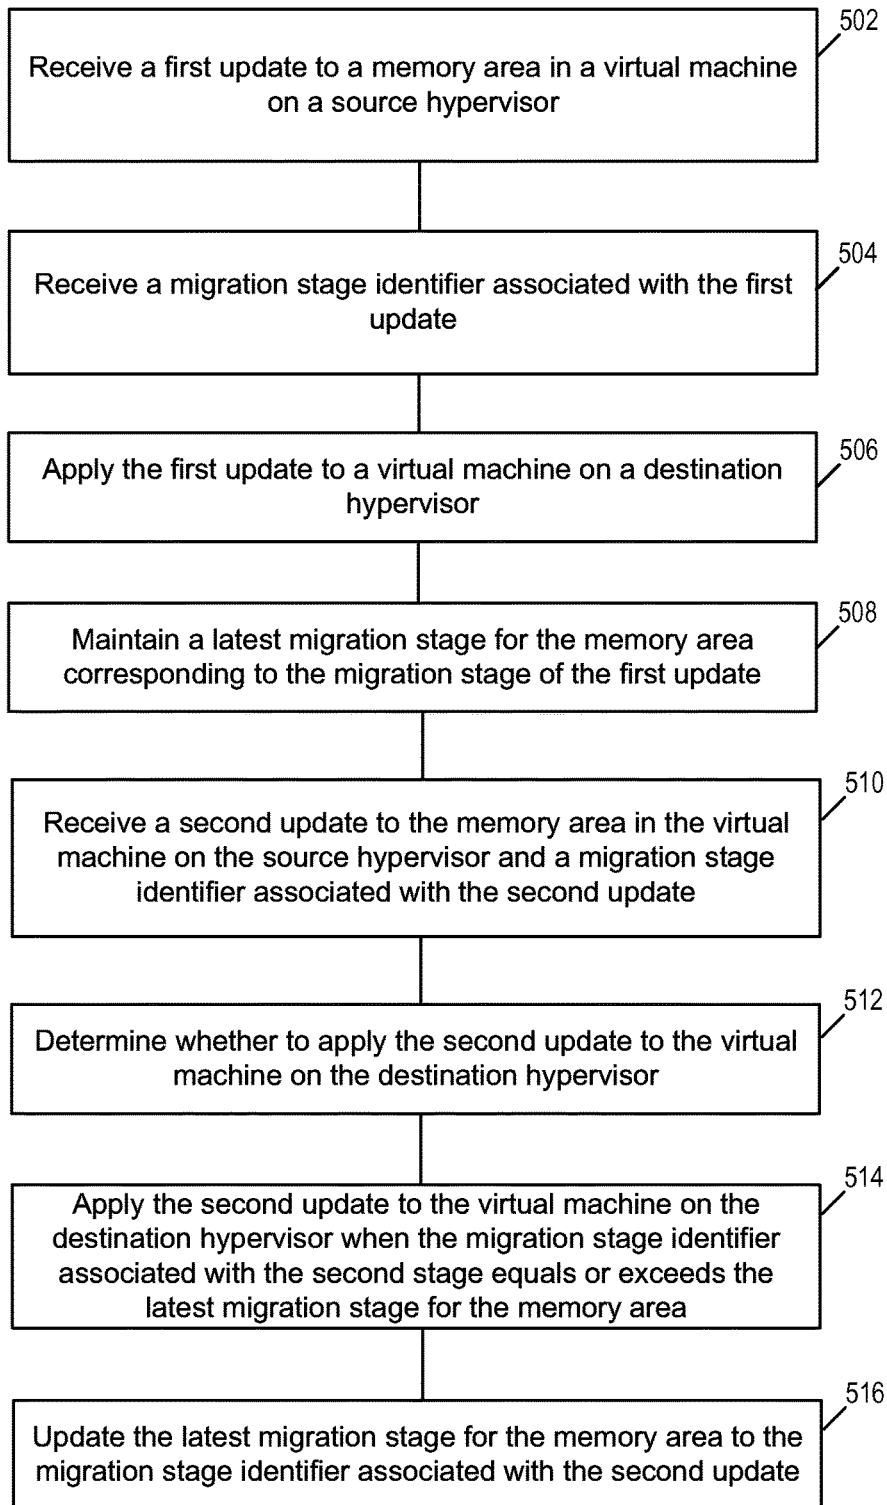 502
Receive a first update to a memory area in a virtual machine
on a source hypervisor
504
Receive a migration stage identifier associated with the first
update
506
Apply the first update to a virtual machine on a destination
hypervisor
508
Maintain a latest migration stage for the memory area
corresponding to the migration stage of the first update
510
Receive a second update to the memory area in the virtual
machine on the source hypervisor and a migration stage
identifier associated with the second update
512
Determine whether to apply the second update to the virtual
machine on the destination hypervisor
514
Apply the second update to the virtual machine on the
destination hypervisor when the migration stage identifier
associated with the second stage equals or exceeds the
latest migration stage for the memory area
516
Update the latest migration stage for the memory area to the
migration stage identifier associated with the second update